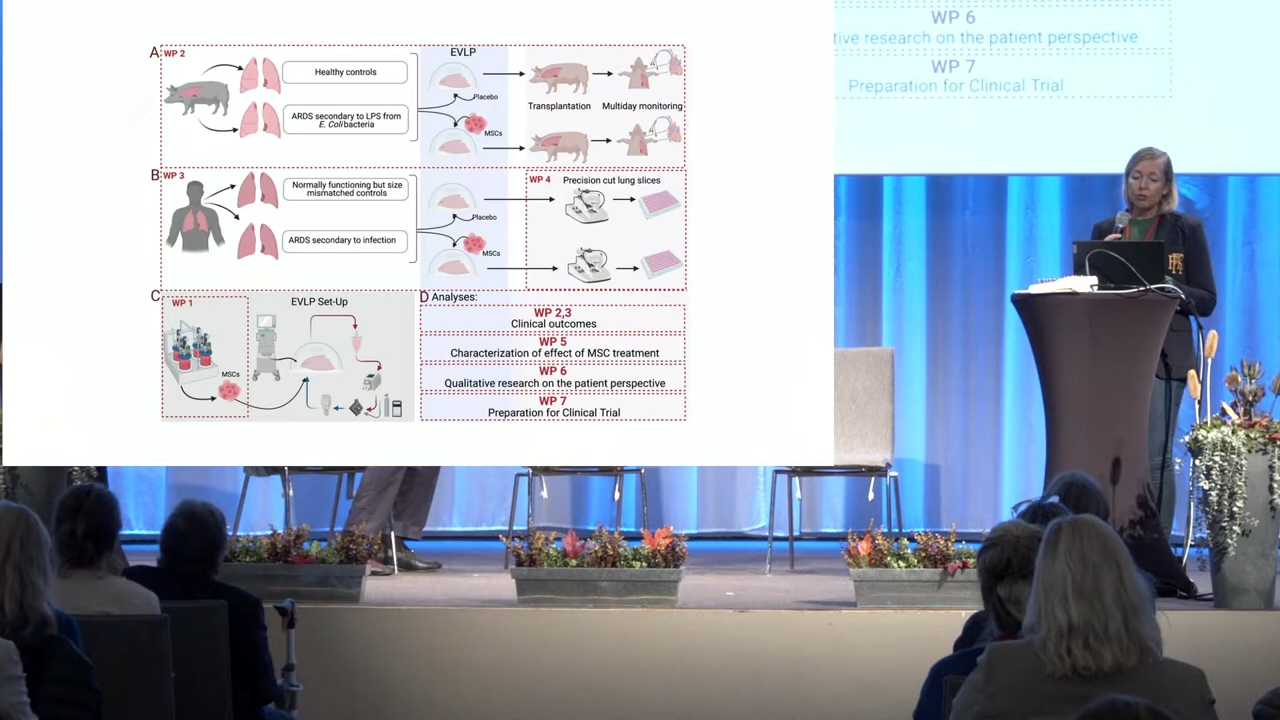 A WP 2
EVLP
Healthy controls
ARDS secondary to LPS from
E. Coli bacteria
Placebo
MSCs
Transplantation
Multiday monitoring
B WP 3
Normally functioning but size
mismatched controls
ARDS secondary to infection
Placebo
MSCs
WP 4
Precision cut lung slices
C
WP 1
EVLP Set-Up
MSCs
D Analyses:
WP 2,3
Clinical outcomes
WP 5
Characterization of effect of MSC treatment
WP 6
Qualitative research on the patient perspective
WP 7
Preparation for Clinical Trial
WP 6
tive research on the patient perspective
WP 7
Preparation for Clinical Trial